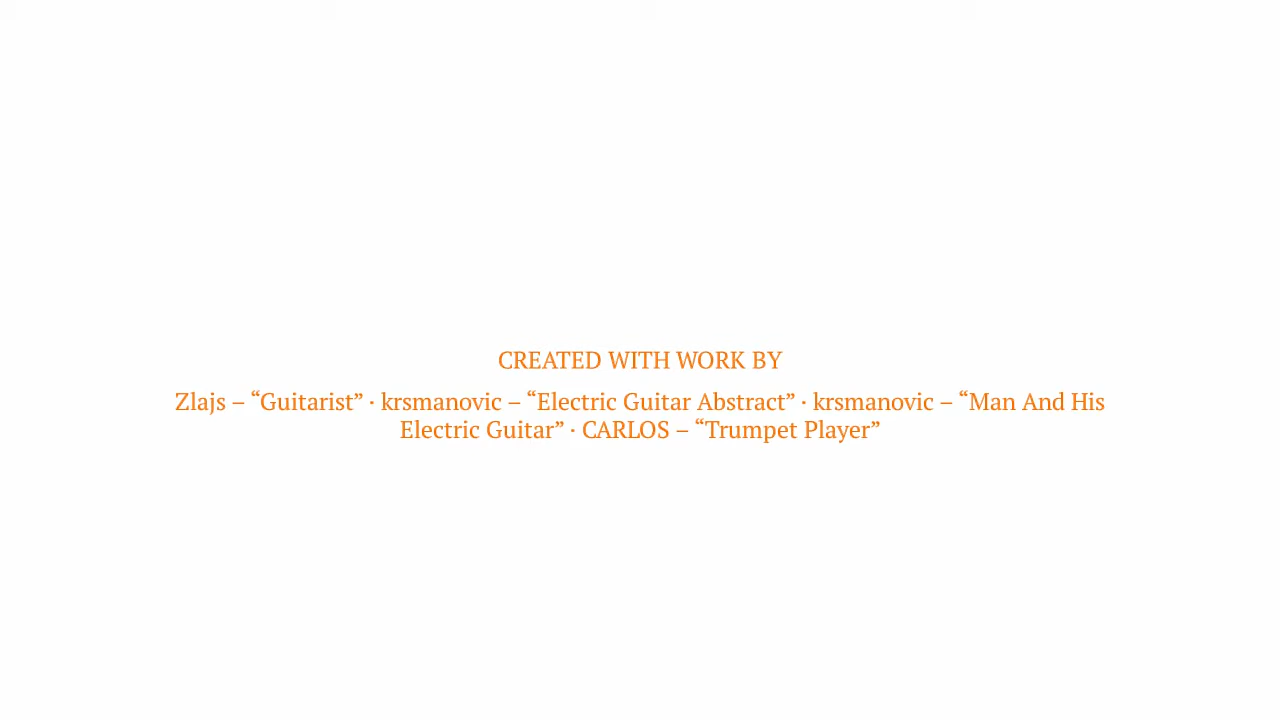 CREATED WITH WORK BY
Zlajs – “Guitarist” · krsmanovic – “Electric Guitar Abstract” · krsmanovic – “Man And His
Electric Guitar” · CARLOS – “Trumpet Player”